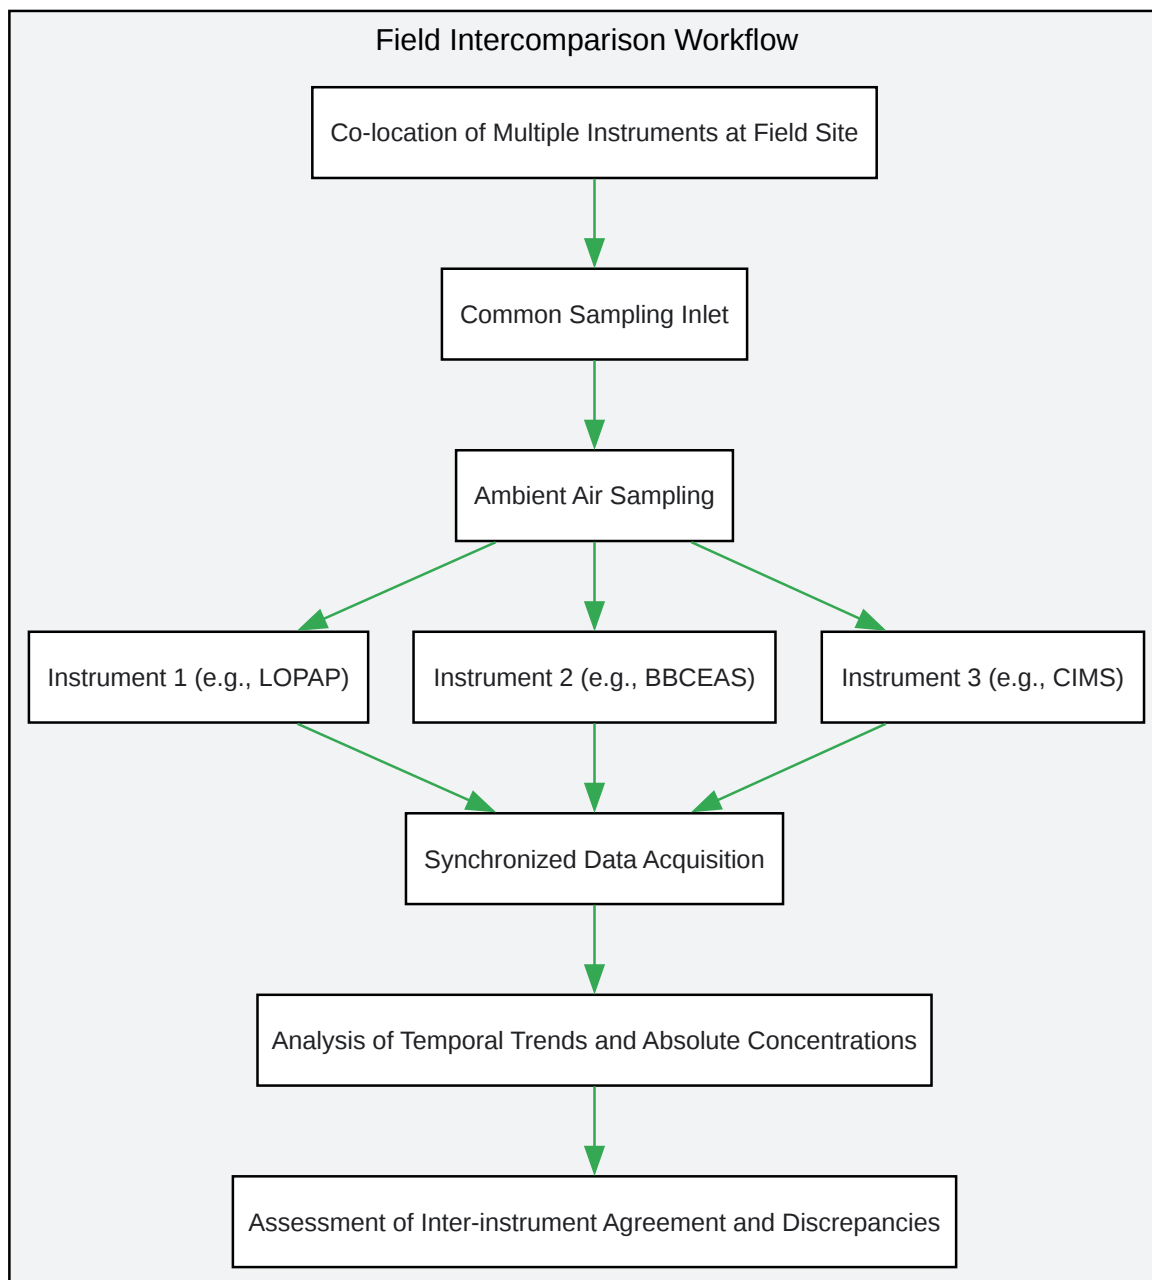 Field Intercomparison Workflow
Co-location of Multiple Instruments at Field Site
Common Sampling Inlet
Ambient Air Sampling
Instrument 1 (e.g., LOPAP)
Instrument 2 (e.g., BBCEAS)
Instrument 3 (e.g., CIMS)
Synchronized Data Acquisition
Analysis of Temporal Trends and Absolute Concentrations
Assessment of Inter-instrument Agreement and Discrepancies